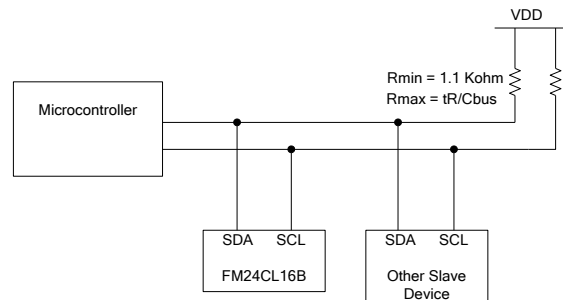 VDD
Rmin = 1.1 Kohm
Rmax = tR/Cbus
Microcontroller
SDA SCL
FM24CL16B
SDA SCL
Other Slave
Device